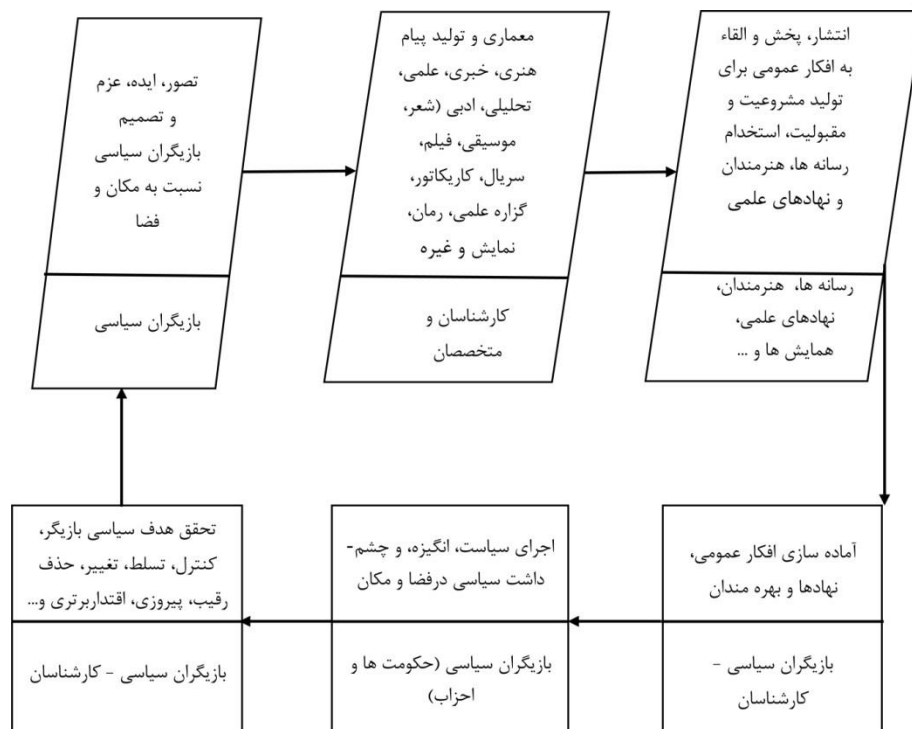 تصور، ایده، عزم
و تصمیم
بازیگران سیاسی
نسبت به مکان و
فضا
بازیگران سیاسی
معماری و تولید پیام
هنری، خبری، علمی،
تحلیلی، ادبی (شعر،
موسیقی، فیلم،
سریال، کاریکاتور،
گزاره علمی، رمان،
نمایش و غیره
کارشناسان و
متخصصان
انتشار، پخش و القاء
به افکار عمومی برای
تولید مشروعیت و
مقبولیت، استخدام
رسانه ها، هنرمندان
و نهادهای علمی
رسانه ها، هنرمندان،
نهادهای علمی،
همایش ها و ...
آماده سازی افکار عمومی،
نهادها و بهره مندان
بازیگران سیاسی -
کارشناسان
اجرای سیاست، انگیزه، و چشم-
داشت سیاسی درفضا و مکان
بازیگران سیاسی (حکومت ها و
احزاب)
تحقق هدف سیاسی بازیگر،
کنترل، تسلط، تغییر، حذف
رقیب، پیروزی، اقتداربرتری و...
بازیگران سیاسی - کارشناسان